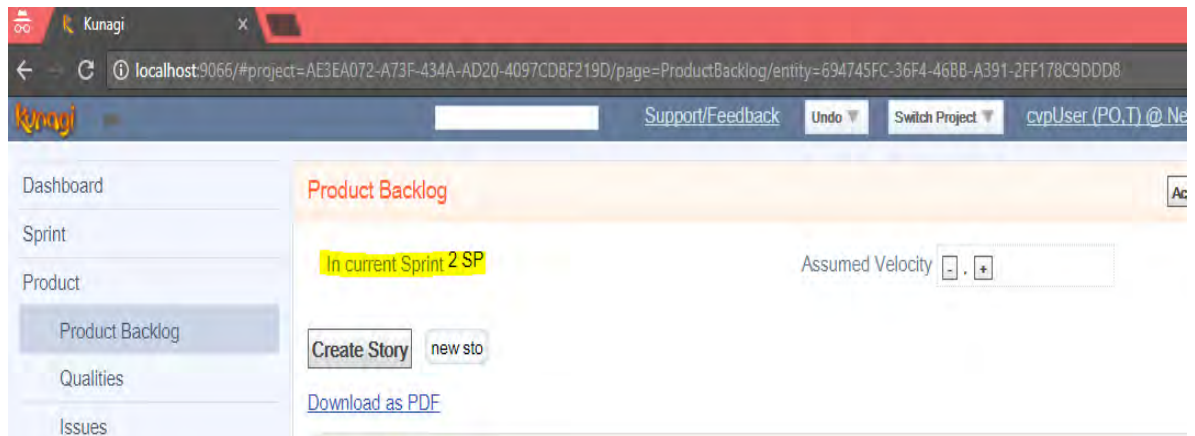 Kunagi
localhost:9066/#project=AE3EA072-A73F-434A-AD20-4097CDBF219D/page=ProductBacklog/entity=694745FC-36F4-46BB-A391-2FF178C9DDD8
kunagi Support/Feedback Undo Switch Project cvpUser (PO,T) @ Ne
Dashboard
Product Backlog
Ac
Sprint
In current Sprint 2 SP
Assumed Velocity - . +
Product
Product Backlog
Create Story new sto
Qualities
Download as PDF
Issues